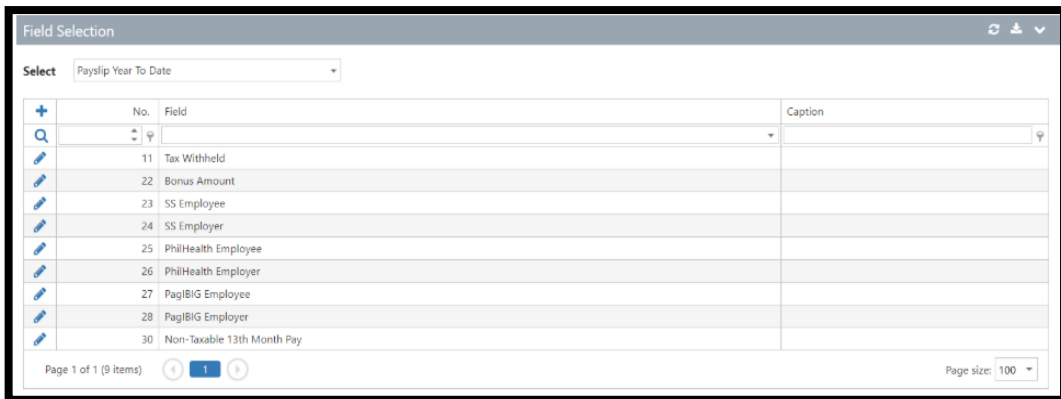 Field Selection
Select Payslip Year To Date
No. Field Caption
11 Tax Withheld
22 Bonus Amount
23 SS Employee
24 SS Employer
25 PhilHealth Employee
26 PhilHealth Employer
27 PagIBIG Employee
28 PagIBIG Employer
30 Non-Taxable 13th Month Pay
Page 1 of 1 (9 items) 1 Page size: 100